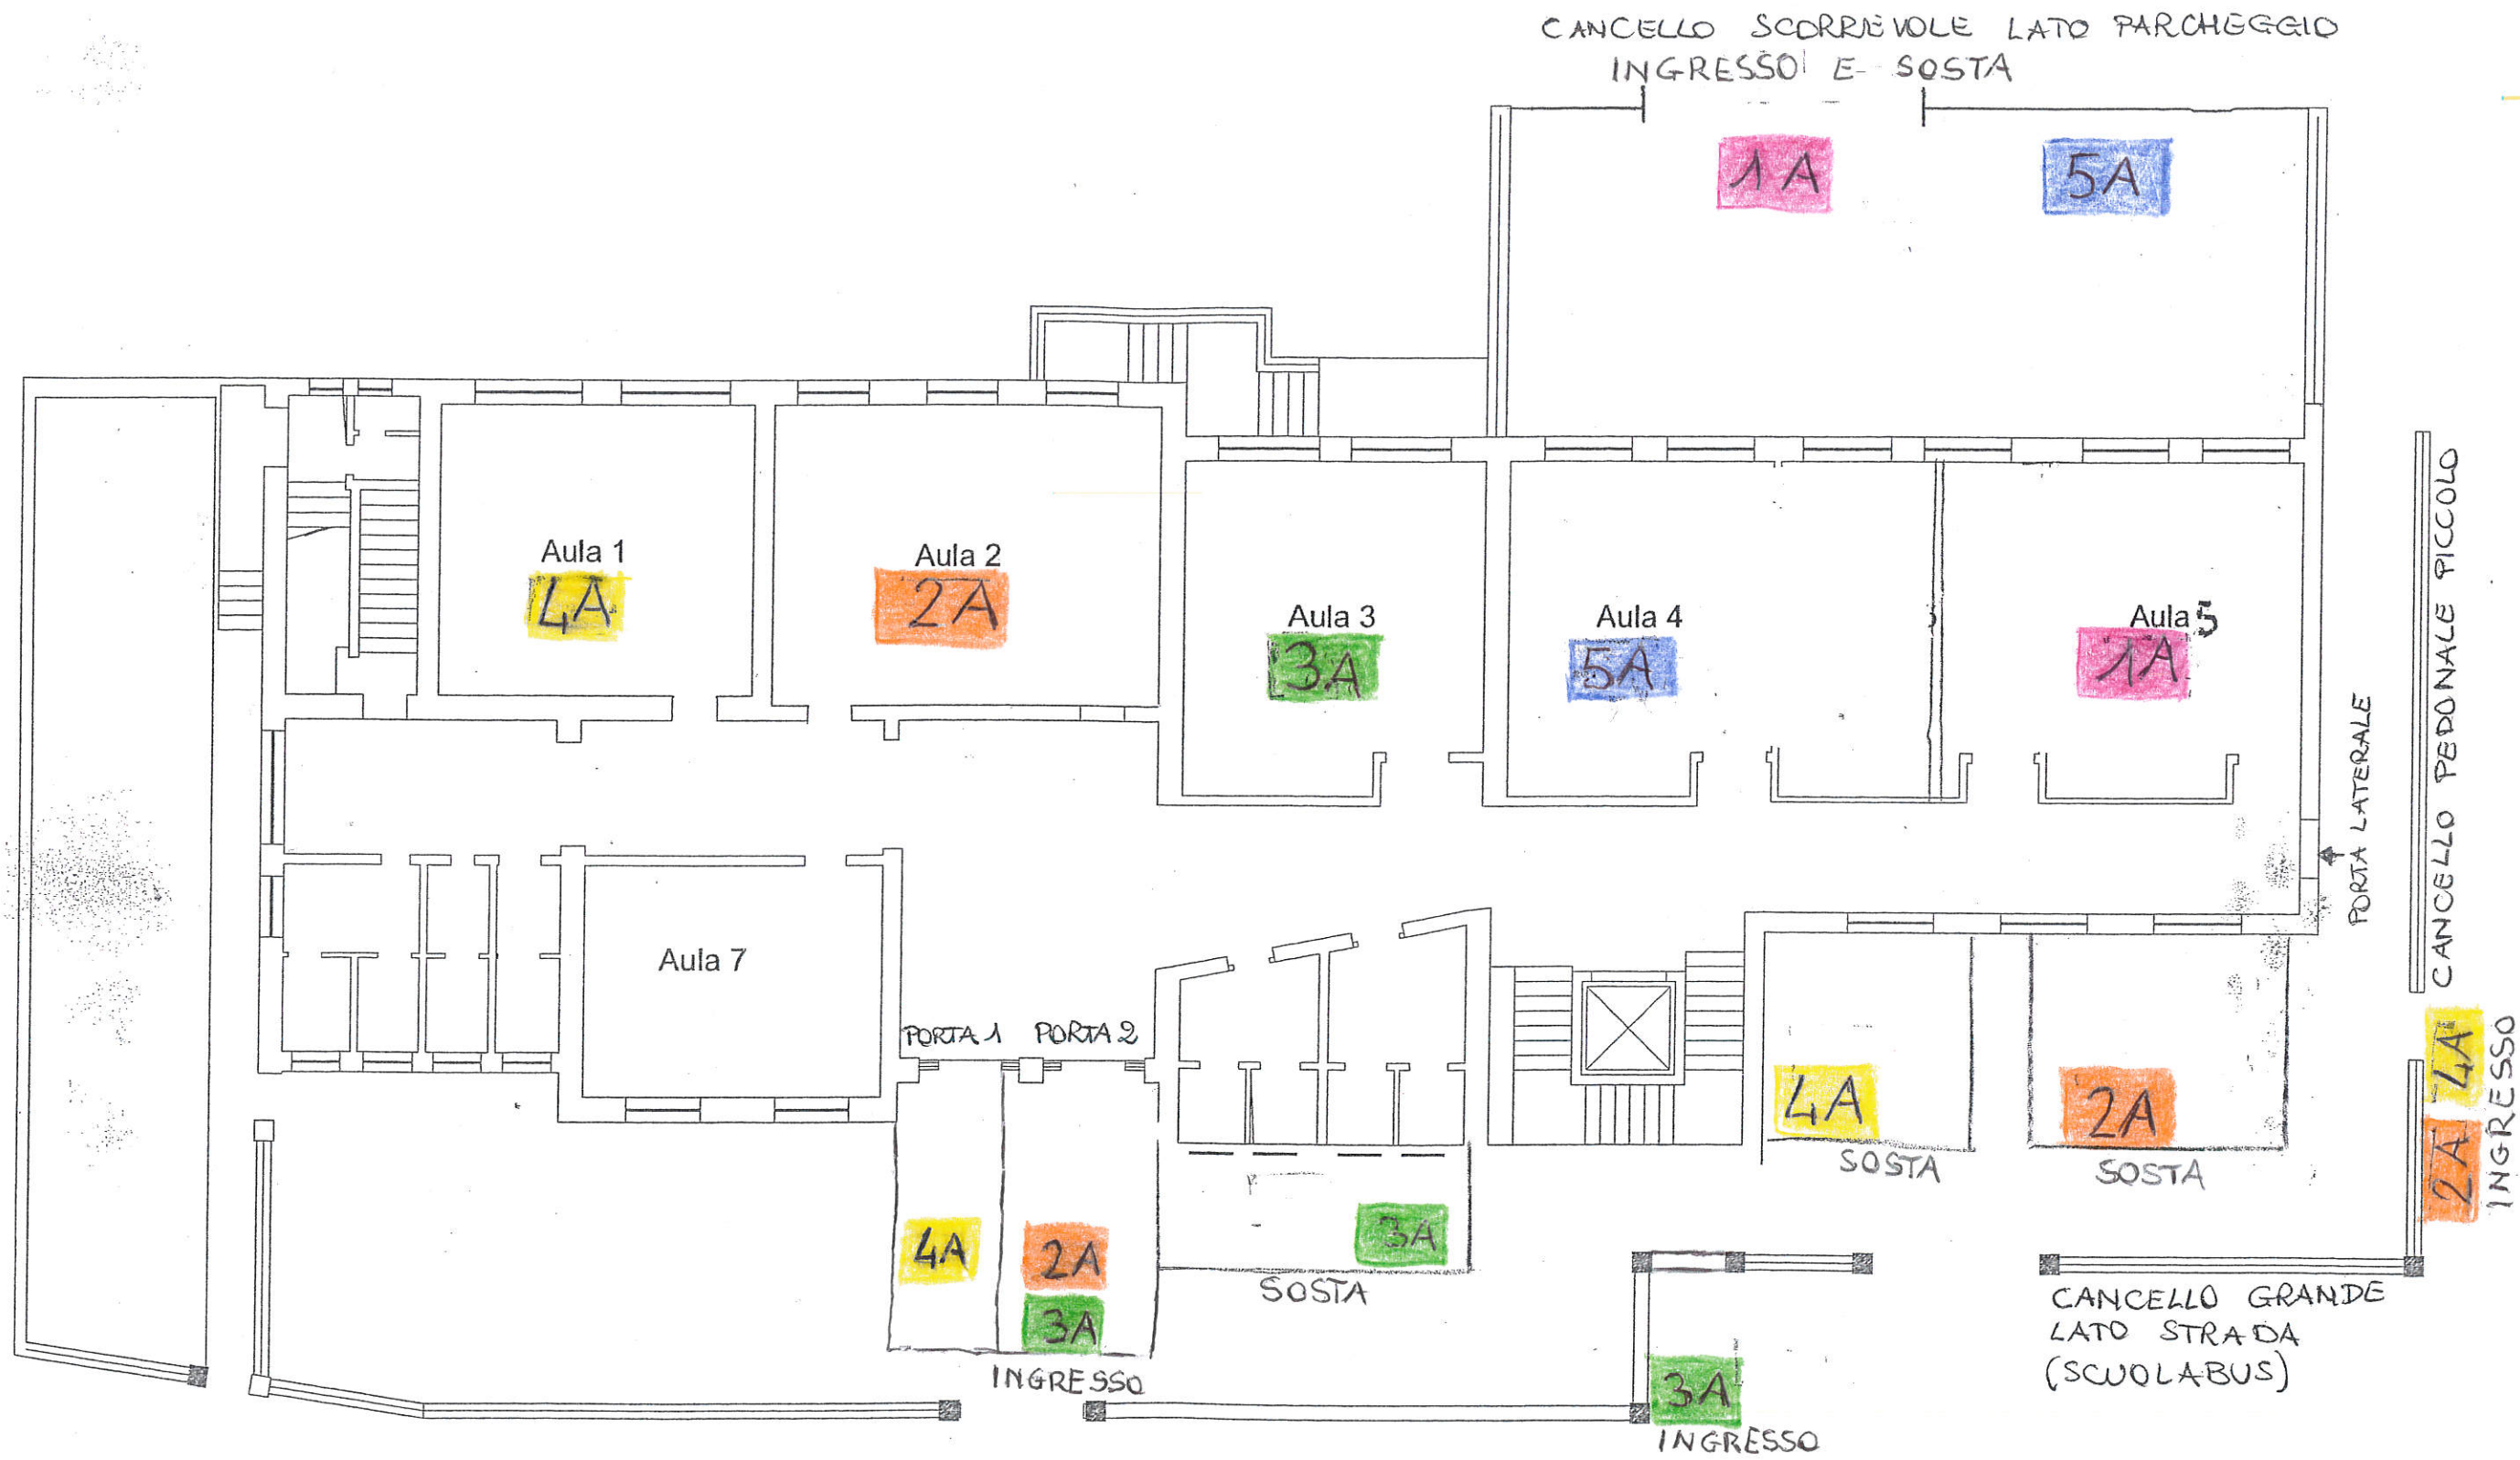 CANCELLO SCORREVOLE LATO PARCHEGGIO
INGRESSO E SOSTA
1A
5A
Aula 1
4A
Aula 2
2A
Aula 3
3A
Aula 4
5A
Aula 5
1A
CANCELLO PEDONALE PICCOLO
PORTA LATERALE
Aula 7
PORTA 1
PORTA 2
4A
2A
3A
INGRESSO
3A
SOSTA
4A
SOSTA
2A
SOSTA
4A
2A
INGRESSO
3A
INGRESSO
CANCELLO GRANDE
LATO STRADA
(SCUOLABUS)